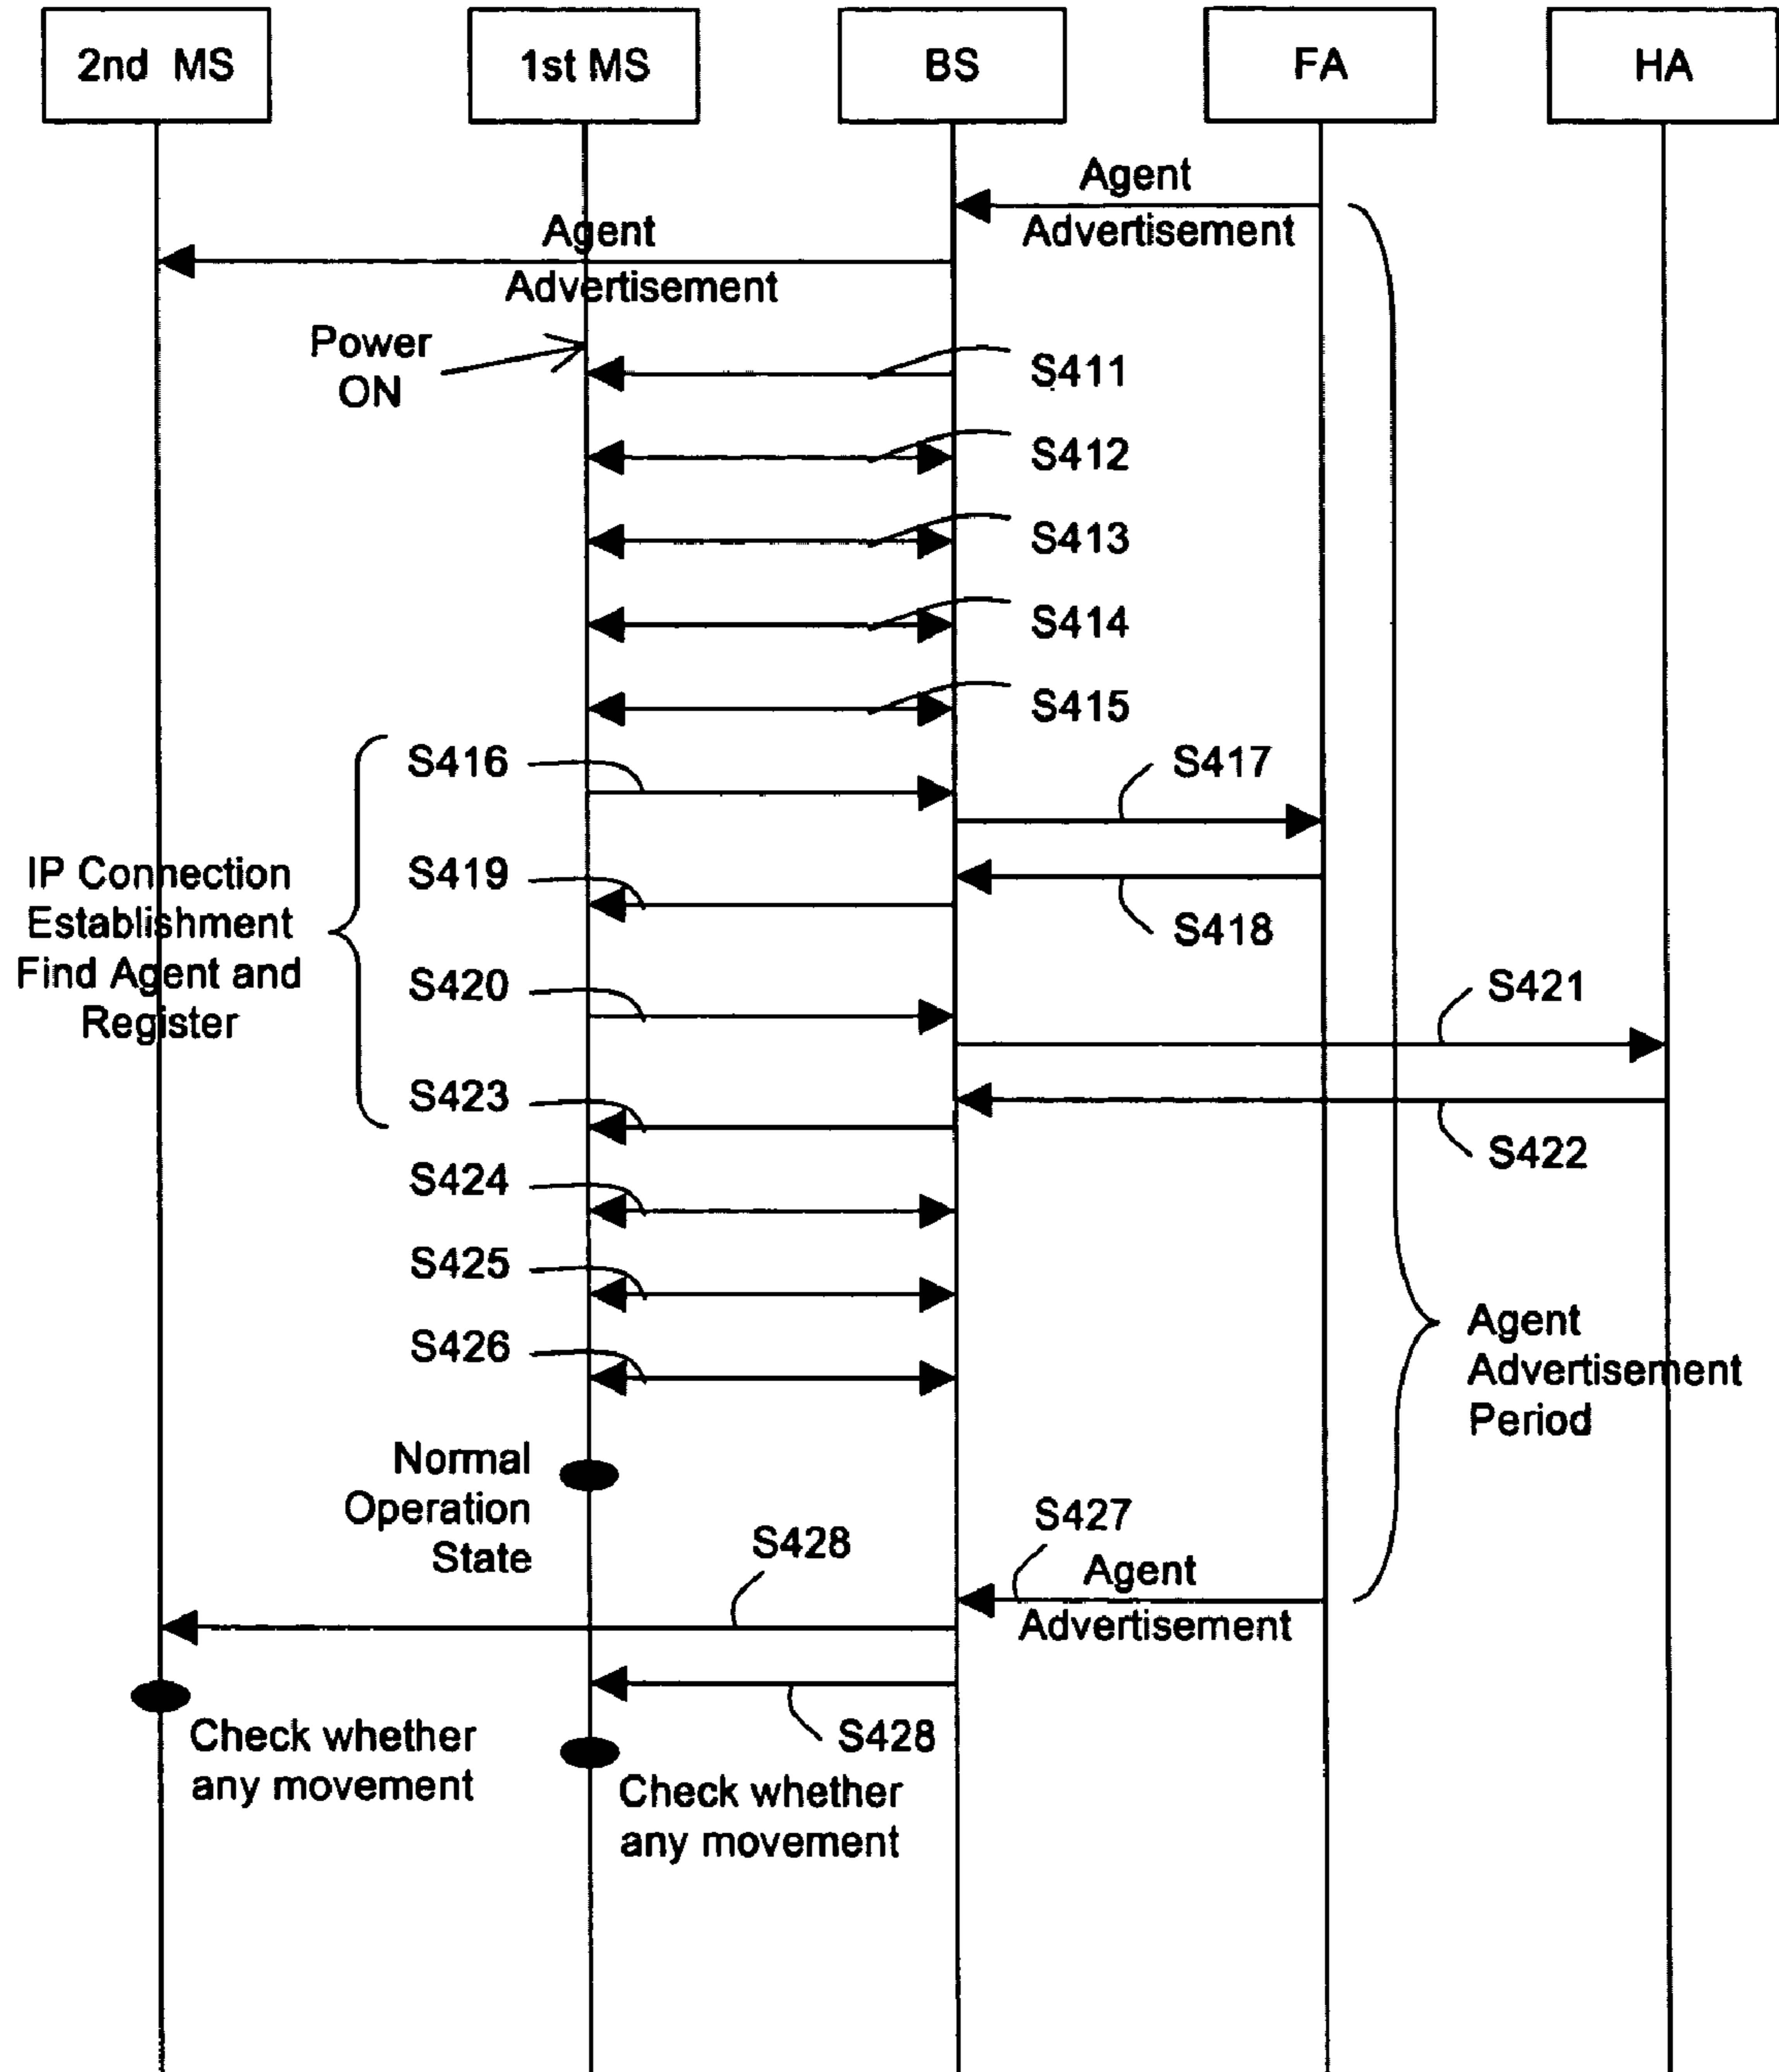 2nd MS
1st MS
BS
FA
HA
Agent
Advertisement
Agent
Advertisement
Power
ON
S411
S412
S413
S414
S415
S416
S417
IP Connection
Establishment
Find Agent and
Register
S419
S418
S420
S421
S423
S422
S424
S425
S426
Agent
Advertisement
Period
Normal
Operation
State
S427
Agent
Advertisement
S428
S428
Check whether
any movement
Check whether
any movement